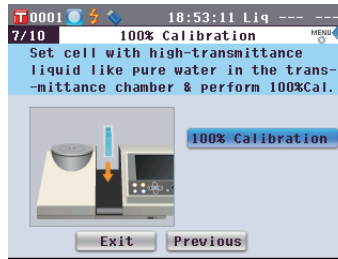 T 0001 18:53:11 Liq --- ---
7/10 100% Calibration MENU
Set cell with high-transmittance
liquid like pure water in the trans-
-mittance chamber & perform 100%Cal.
100% Calibration
Exit Previous